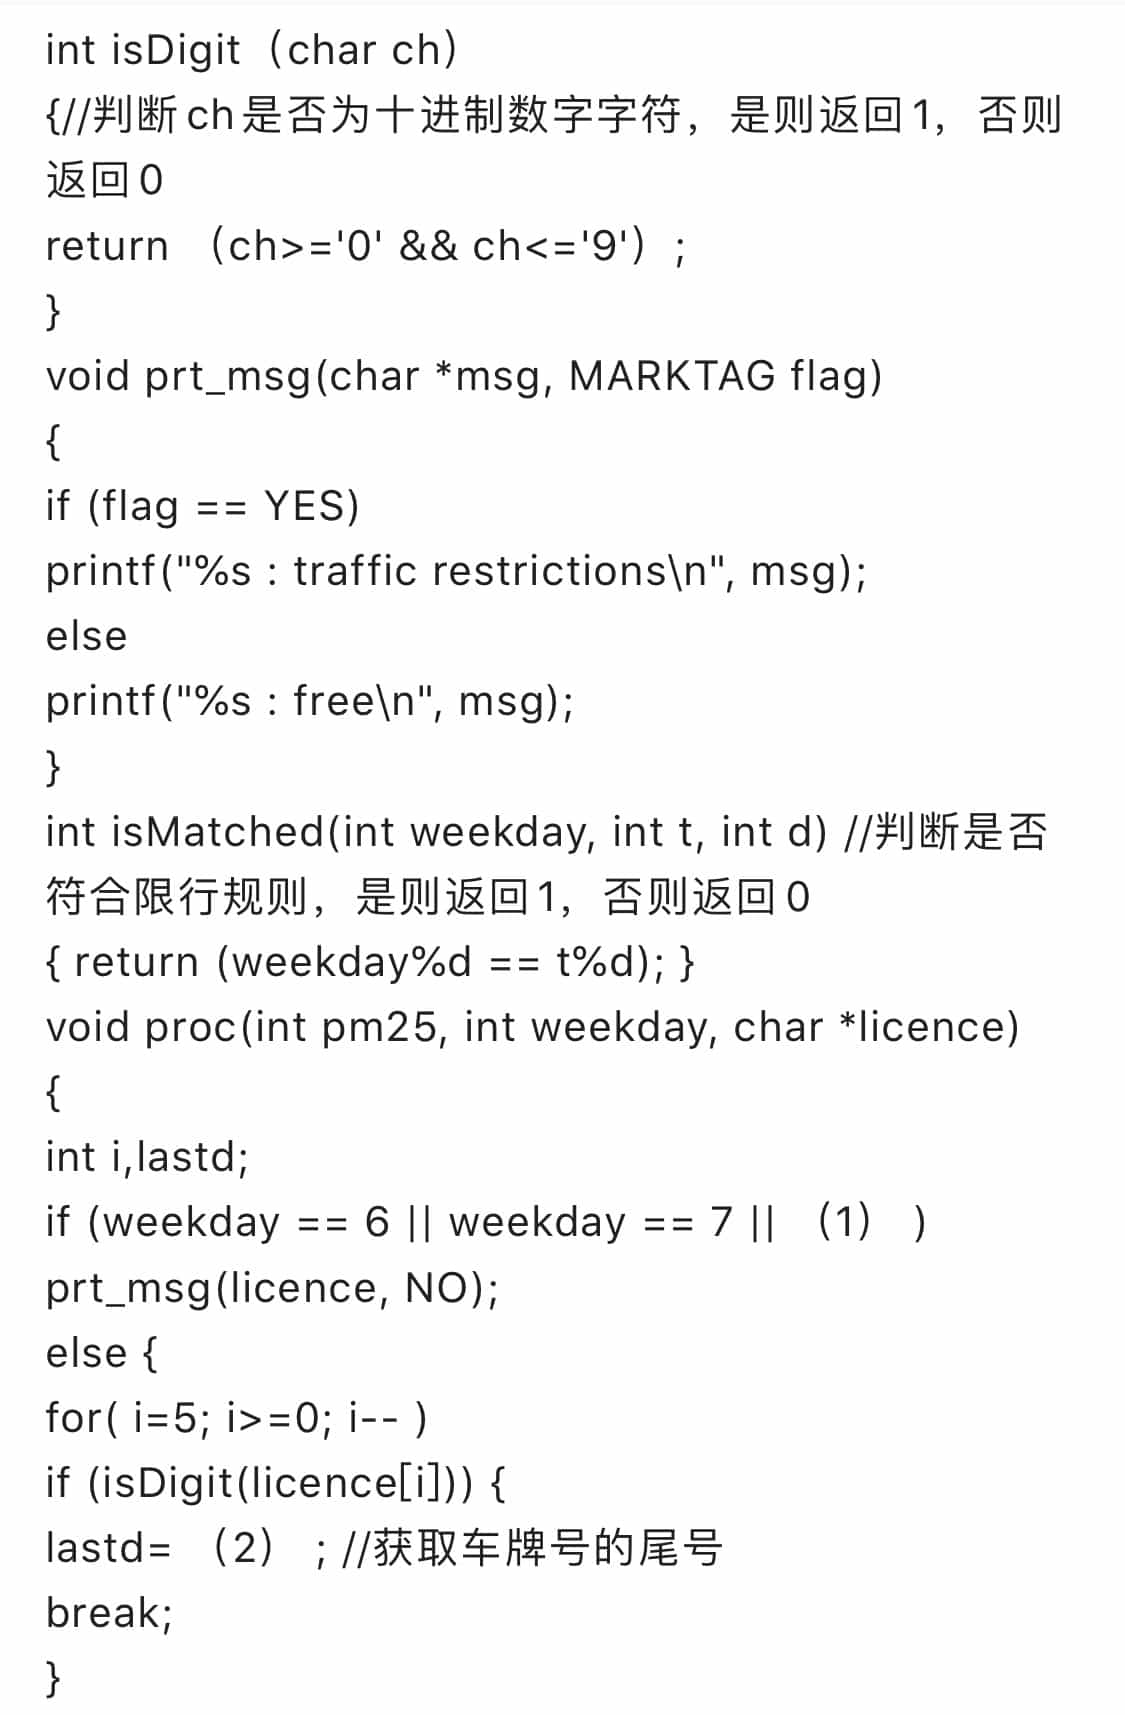 int isDigit（char ch）
{//判断ch是否为十进制数字字符，是则返回1，否则
返回0
return （ch>='0' && ch<='9'）;
}
void prt_msg(char *msg, MARKTAG flag)
{
if (flag == YES)
printf("%s : traffic restrictions\n", msg);
else
printf("%s : free\n", msg);
}
int isMatched(int weekday, int t, int d) //判断是否
符合限行规则，是则返回1，否则返回0
{ return (weekday%d == t%d); }
void proc(int pm25, int weekday, char *licence)
{
int i,lastd;
if (weekday == 6 || weekday == 7 || （1） )
prt_msg(licence, NO);
else {
for( i=5; i>=0; i-- )
if (isDigit(licence[i])) {
lastd= （2） ; //获取车牌号的尾号
break;
}